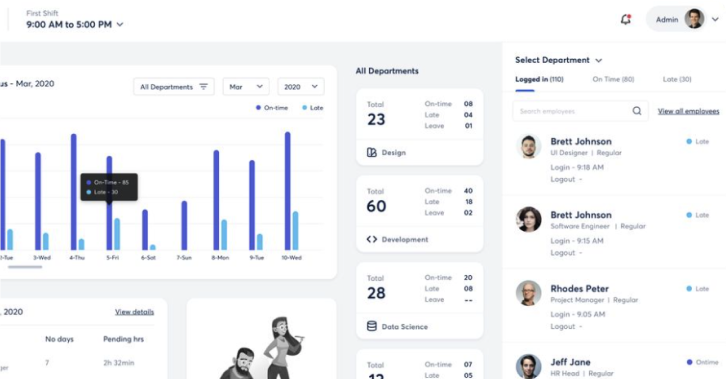 First Shift
9:00 AM to 5:00 PM
Admin
us - Mar, 2020
All Departments
Mar
2020
On-time
Late
On-Time - 85
Late - 30
3-Wed
4-Thu
5-Fri
6-Sat
7-Sun
8-Mon
9-Tue
10-Wed
, 2020
View details
No days
Pending hrs
7
2h 32min
All Departments
Total
23
On-time 08
Late 04
Leave 01
Design
Total
60
On-time 40
Late 18
Leave 02
Development
Total
28
On-time 20
Late 08
Leave --
Data Science
Total
On-time 07
Late 05
Select Department
Logged in (110)
On Time (80)
Late (30)
Search employees
View all employees
Brett Johnson
Late
UI Designer | Regular
Login - 9:18 AM
Logout -
Brett Johnson
Late
Software Engineer | Regular
Login - 9:15 AM
Logout -
Rhodes Peter
Late
Project Manager | Regular
Login - 9:05 AM
Logout -
Jeff Jane
Ontime
HR Head | Regular